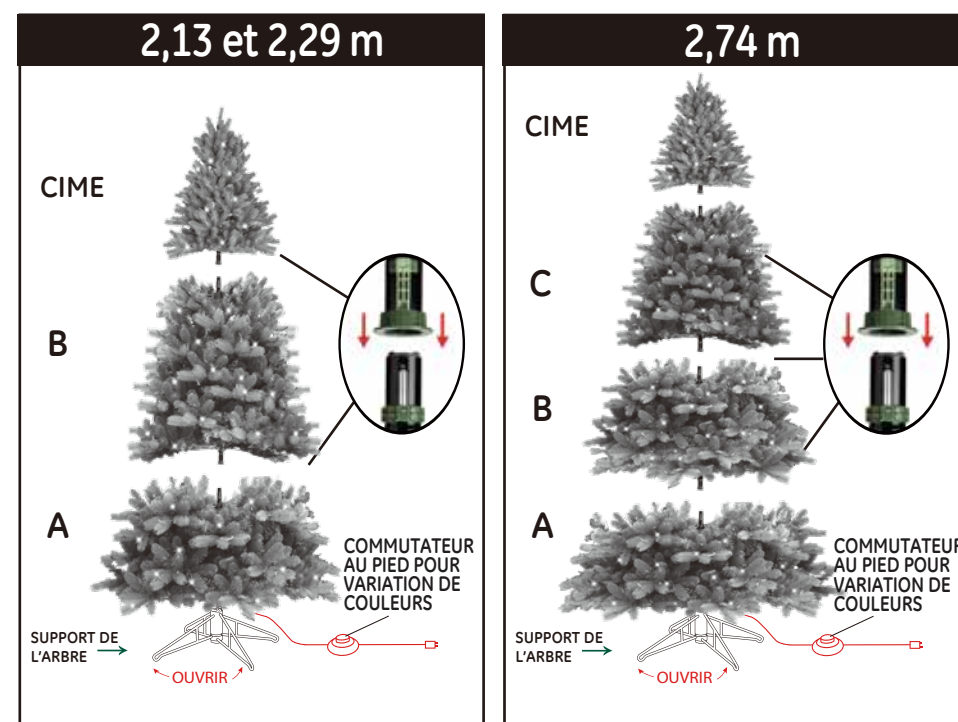 2,13 et 2,29 m
CIME
B
A
COMMUTATEUR
AU PIED POUR
VARIATION DE
COULEURS
SUPPORT DE
L'ARBRE
OUVRIR
2,74 m
CIME
C
B
A
COMMUTATEUR
AU PIED POUR
VARIATION DE
COULEURS
SUPPORT DE
L'ARBRE
OUVRIR